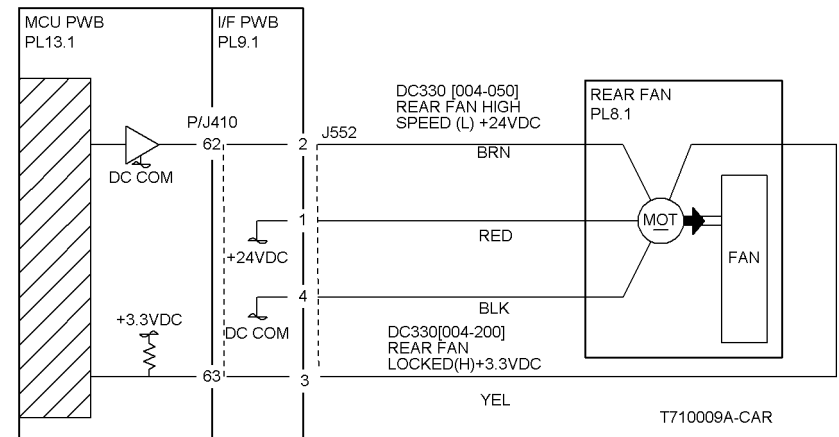 MCU PWB
PL13.1
I/F PWB
PL9.1
P/J410
62
2
J552
DC COM
DC330 [004-050]
REAR FAN HIGH
SPEED (L) +24VDC
BRN
REAR FAN
PL8.1
1
+24VDC
RED
MOT
FAN
4
DC COM
BLK
+3.3VDC
DC330[004-200]
REAR FAN
LOCKED(H)+3.3VDC
63
3
YEL
T710009A-CAR